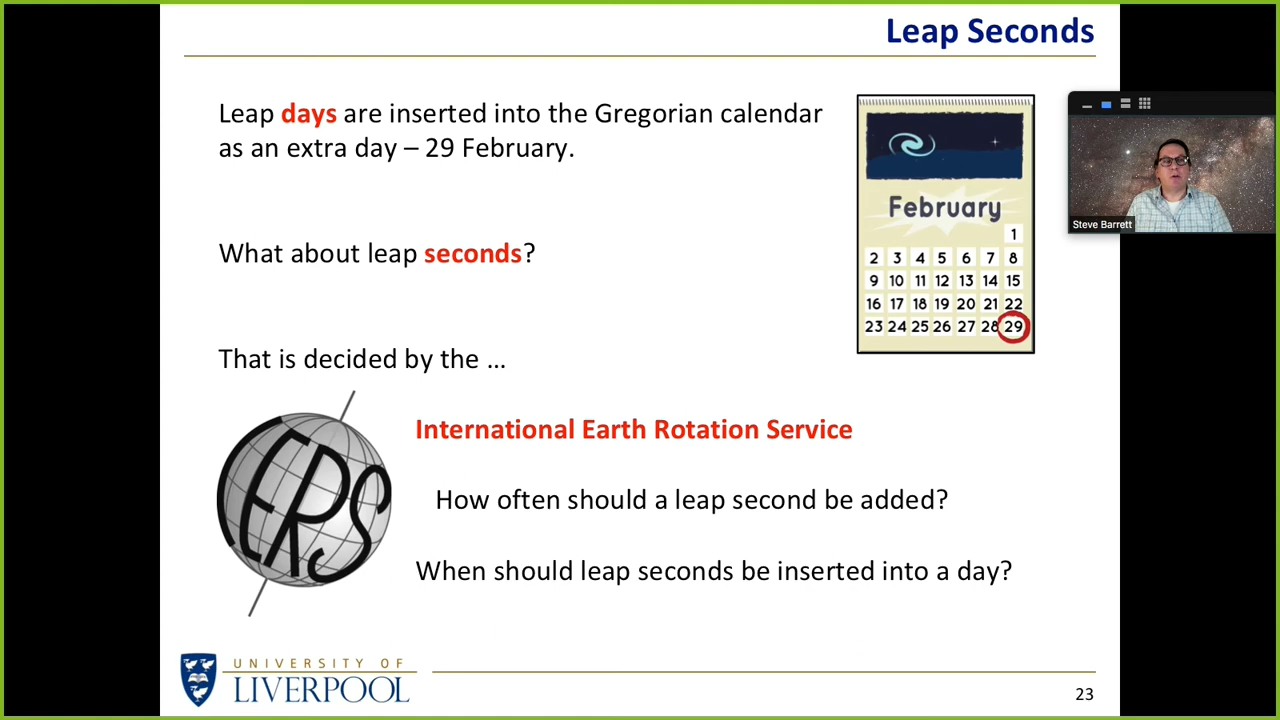 Leap Seconds
Leap days are inserted into the Gregorian calendar
as an extra day – 29 February.
What about leap seconds?
That is decided by the ...
February
1
2 3 4 5 6 7 8
9 10 11 12 13 14 15
16 17 18 19 20 21 22
23 24 25 26 27 28 29
Steve Barrett
IERS
International Earth Rotation Service
How often should a leap second be added?
When should leap seconds be inserted into a day?
UNIVERSITY OF
LIVERPOOL
23